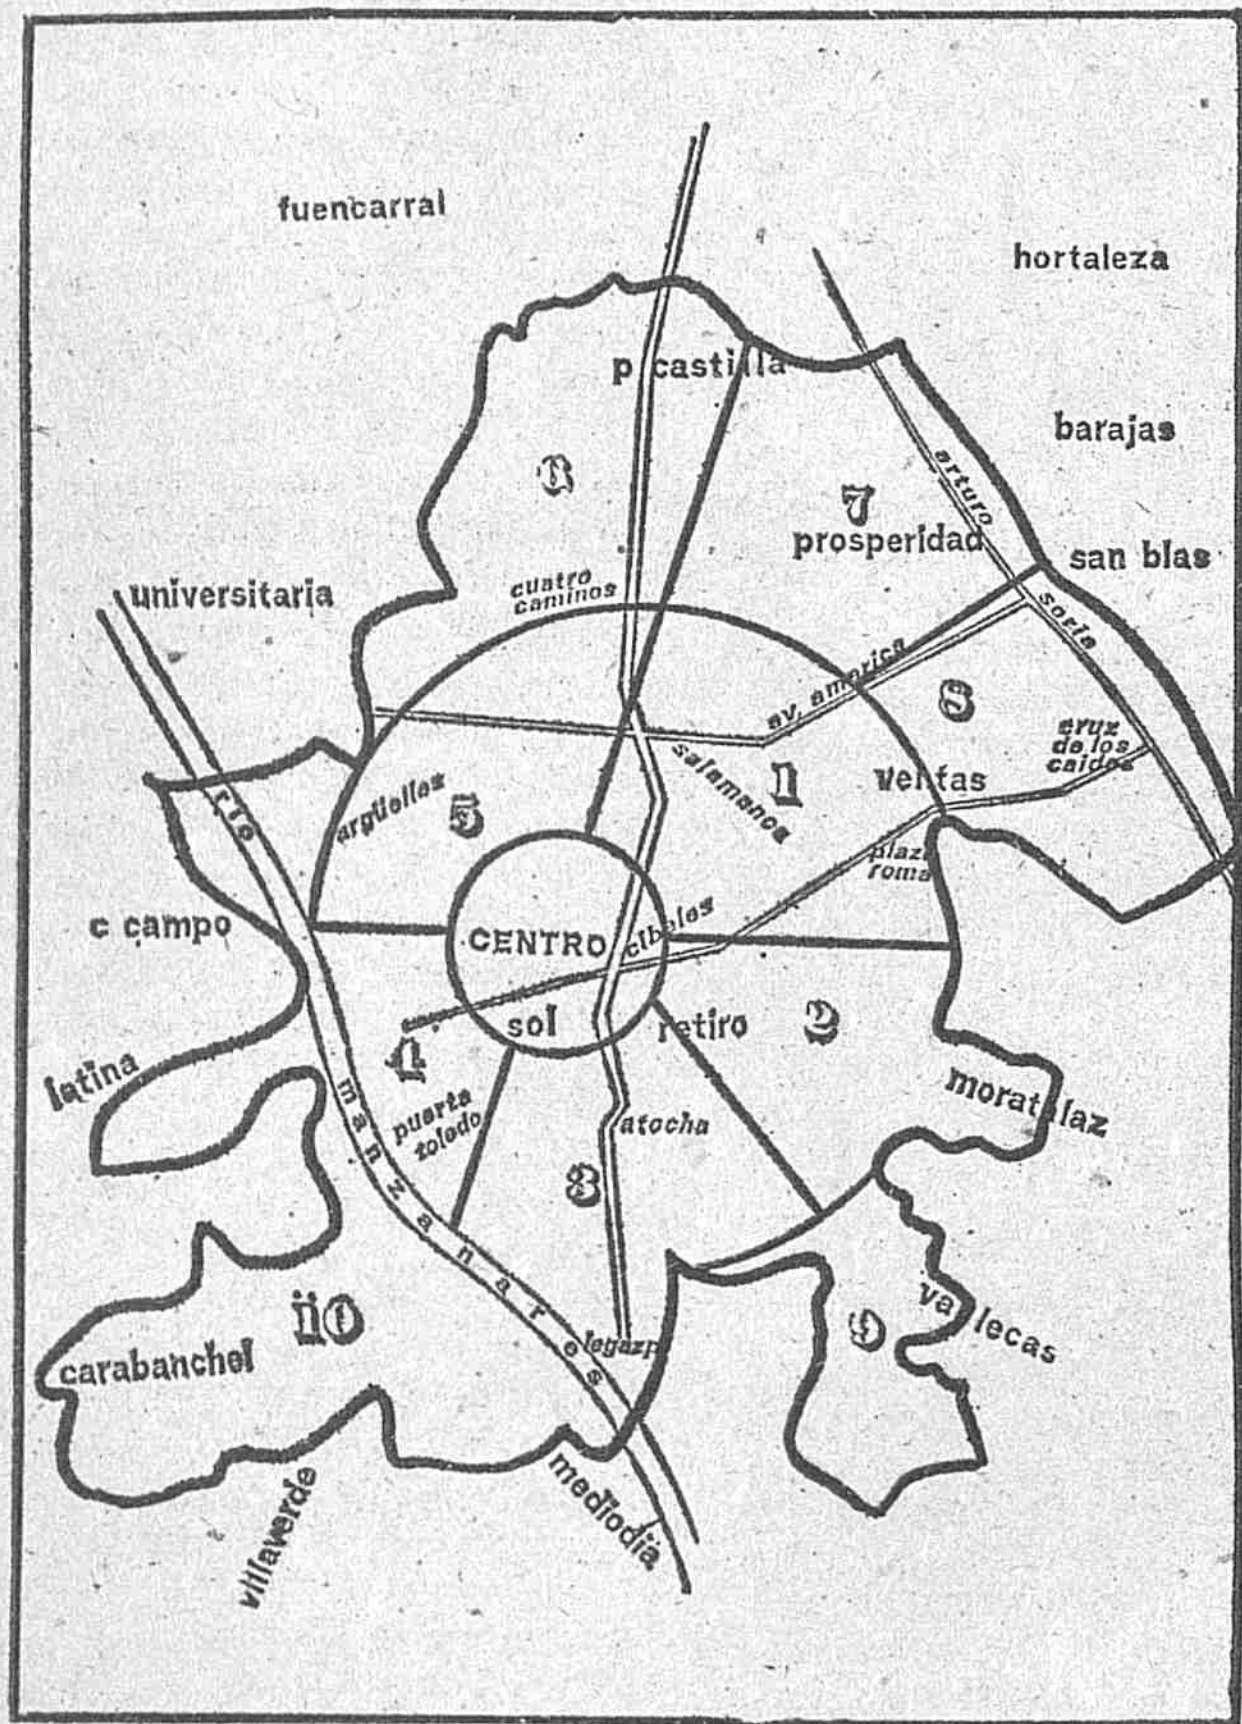 fuencarral
hortaleza
p castilla
barajas
6
arturo
7
prosperidad
san blas
universitaria
cuatro
caminos
soria
av. america
8
cruz
de los
caidos
salamanca
1
ventas
rio
argüelles
5
plaza
roma
c campo
CENTRO
cibeles
sol
retiro
2
4
latina
manzanares
puerta
toledo
atocha
moratalaz
3
10
carabanchel
legazpi
9
vallecas
mediodia
villaverde